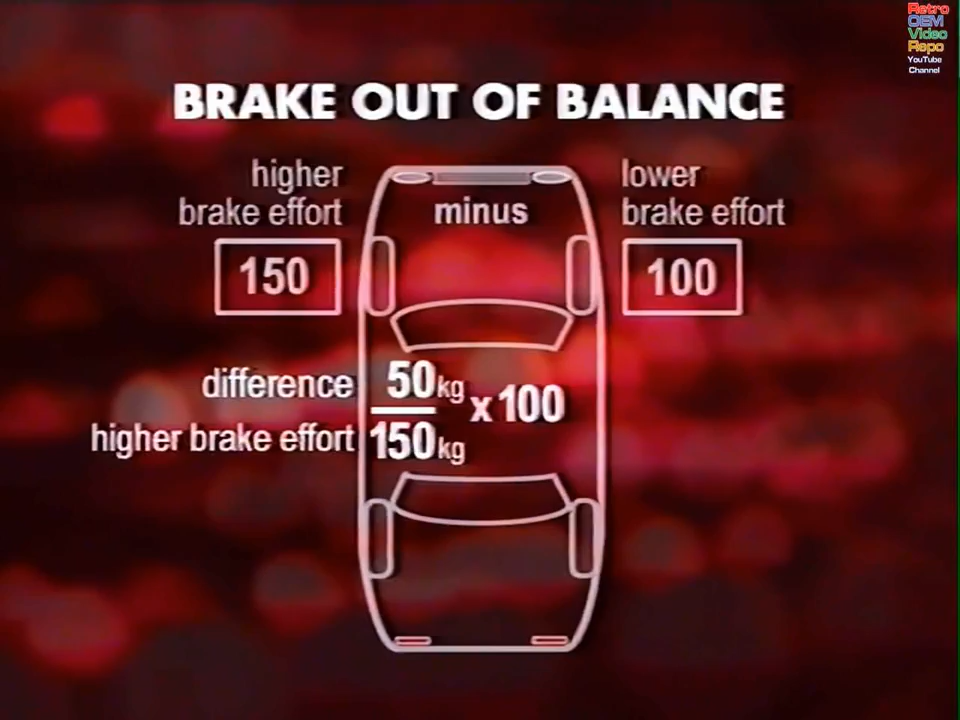 Retro
OEM
Video
Repo
YouTube
Channel
BRAKE OUT OF BALANCE
higher
brake effort
150
minus
lower
brake effort
100
difference 50kg x 100
higher brake effort 150kg